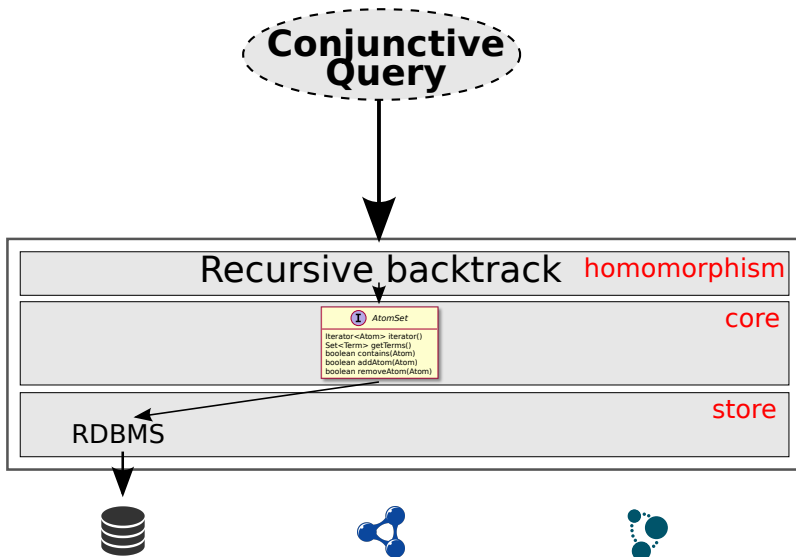 Conjunctive
Query
Recursive backtrack
homomorphism
core
I AtomSet
Iterator<Atom> iterator()
Set<Term> getTerms()
boolean contains(Atom)
boolean addAtom(Atom)
boolean removeAtom(Atom)
store
RDBMS